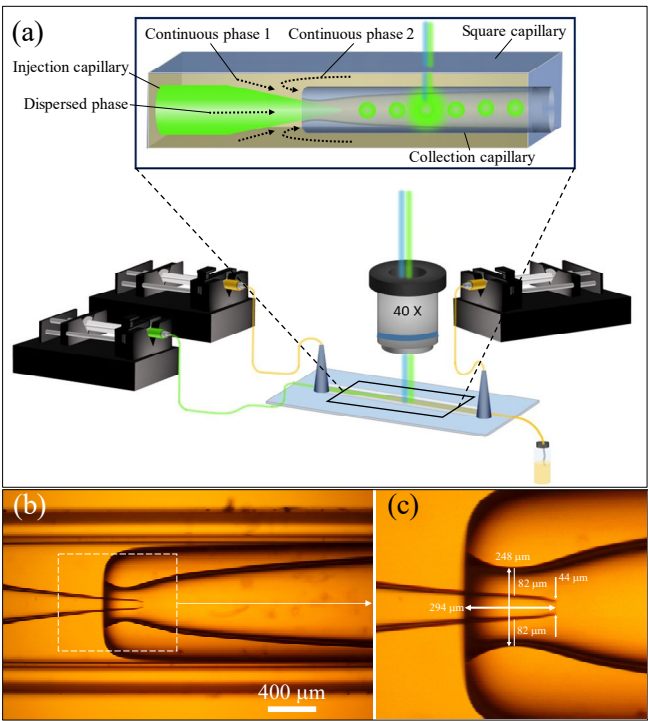 (a)
Continuous phase 1
Continuous phase 2
Square capillary
Injection capillary
Dispersed phase
Collection capillary
40 X
(b)
400 μm
(c)
248 μm
82 μm
44 μm
294 μm
82 μm